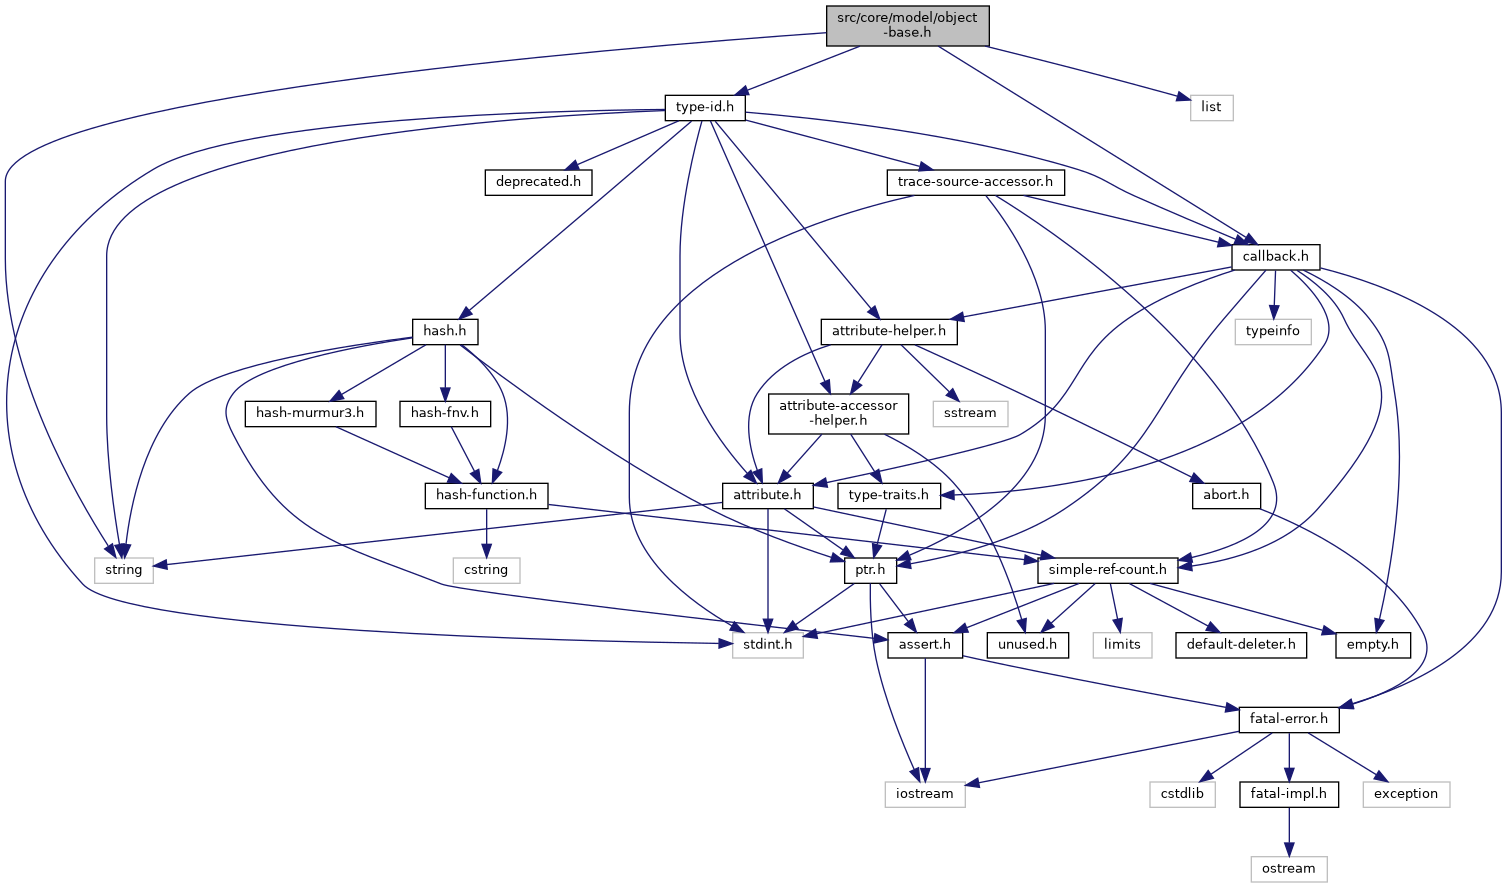 src/core/model/object
-base.h
type-id.h
list
deprecated.h
trace-source-accessor.h
callback.h
hash.h
attribute-helper.h
typeinfo
hash-murmur3.h
hash-fnv.h
attribute-accessor
-helper.h
sstream
hash-function.h
attribute.h
type-traits.h
abort.h
string
cstring
ptr.h
simple-ref-count.h
stdint.h
assert.h
unused.h
limits
default-deleter.h
empty.h
fatal-error.h
iostream
cstdlib
fatal-impl.h
exception
ostream